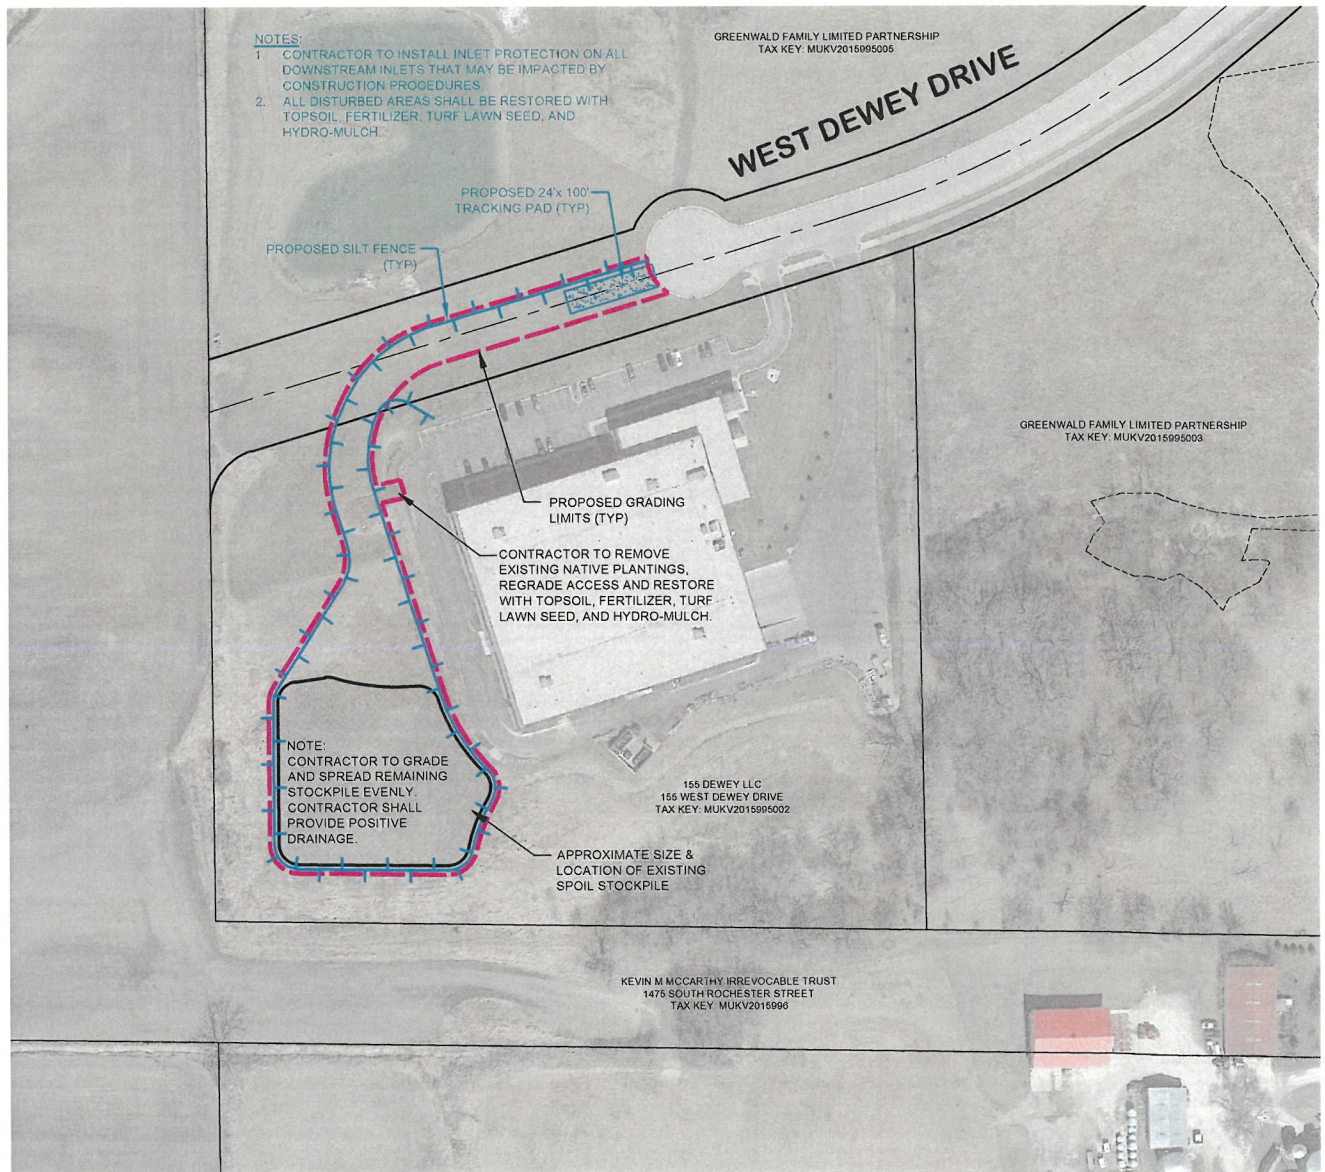 NOTES:
1. CONTRACTOR TO INSTALL INLET PROTECTION ON ALL
DOWNSTREAM INLETS THAT MAY BE IMPACTED BY
CONSTRUCTION PROCEDURES.
2. ALL DISTURBED AREAS SHALL BE RESTORED WITH
TOPSOIL, FERTILIZER, TURF LAWN SEED, AND
HYDRO-MULCH.
GREENWALD FAMILY LIMITED PARTNERSHIP
TAX KEY: MUKV2015995005
WEST DEWEY DRIVE
PROPOSED 24'x 100'
TRACKING PAD (TYP)
PROPOSED SILT FENCE
(TYP)
GREENWALD FAMILY LIMITED PARTNERSHIP
TAX KEY: MUKV2015995003
PROPOSED GRADING
LIMITS (TYP)
CONTRACTOR TO REMOVE
EXISTING NATIVE PLANTINGS,
REGRADE ACCESS AND RESTORE
WITH TOPSOIL, FERTILIZER, TURF
LAWN SEED, AND HYDRO-MULCH.
NOTE:
CONTRACTOR TO GRADE
AND SPREAD REMAINING
STOCKPILE EVENLY.
CONTRACTOR SHALL
PROVIDE POSITIVE
DRAINAGE.
155 DEWEY LLC
155 WEST DEWEY DRIVE
TAX KEY: MUKV2015995002
APPROXIMATE SIZE &
LOCATION OF EXISTING
SPOIL STOCKPILE
KEVIN M MCCARTHY IRREVOCABLE TRUST
1475 SOUTH ROCHESTER STREET
TAX KEY: MUKV2015996